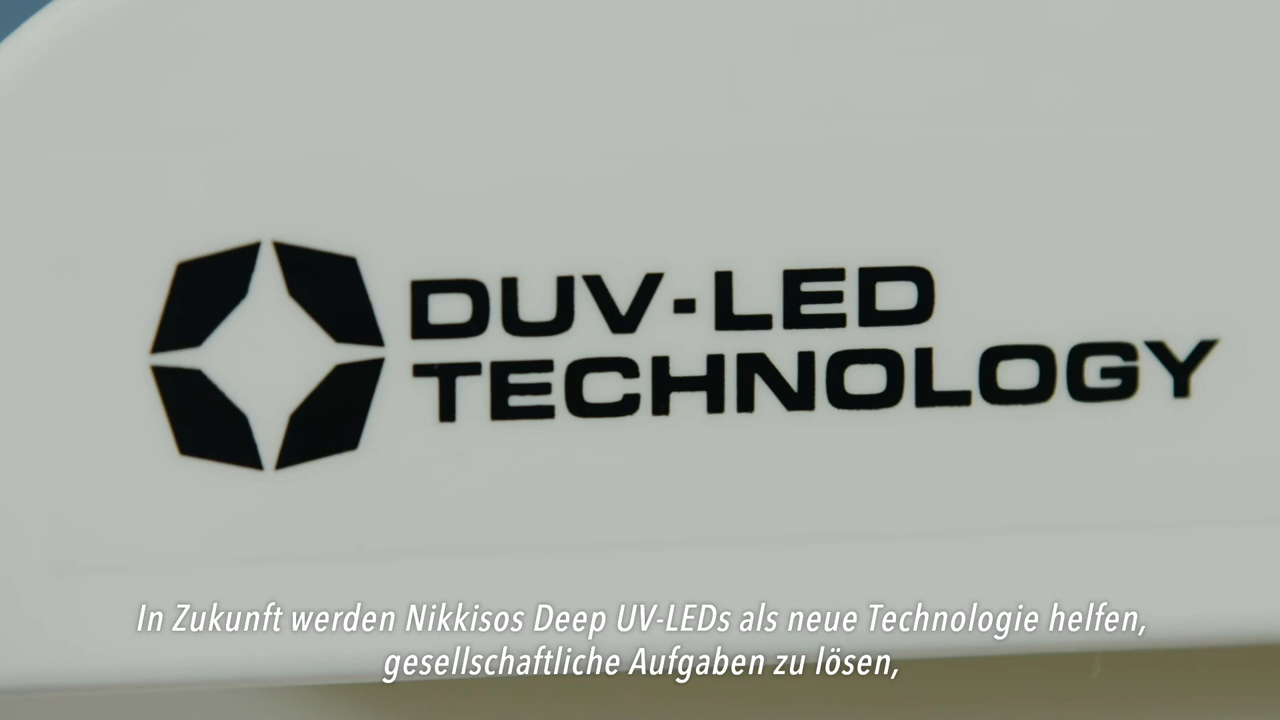 DUV-LED
TECHNOLOGY
In Zukunft werden Nikkisos Deep UV-LEDs als neue Technologie helfen,
gesellschaftliche Aufgaben zu lösen,